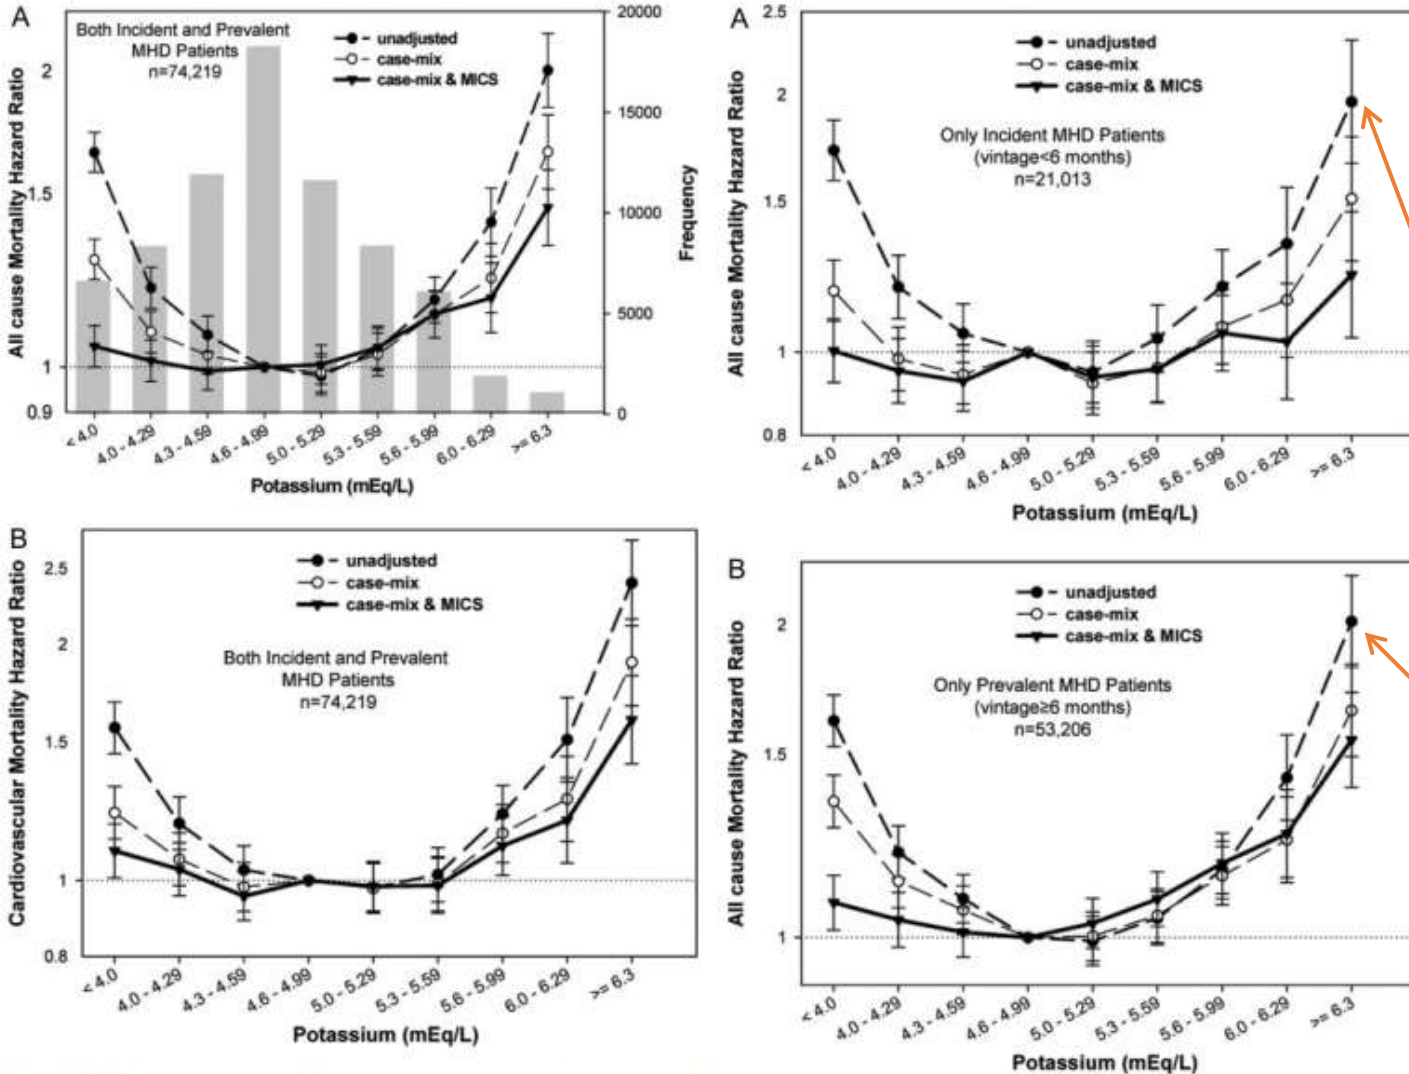 A
Both Incident and Prevalent
MHD Patients
n=74,219
unadjusted
case-mix
case-mix & MICS
All cause Mortality Hazard Ratio
2
1.5
1
0.9
20000
15000
10000
5000
0
Frequency
< 4.0
4.0 - 4.29
4.3 - 4.59
4.6 - 4.99
5.0 - 5.29
5.3 - 5.59
5.6 - 5.99
6.0 - 6.29
>= 6.3
Potassium (mEq/L)
A
unadjusted
case-mix
case-mix & MICS
Only Incident MHD Patients
(vintage<6 months)
n=21,013
All cause Mortality Hazard Ratio
2.5
2
1.5
1
0.8
< 4.0
4.0 - 4.29
4.3 - 4.59
4.6 - 4.99
5.0 - 5.29
5.3 - 5.59
5.6 - 5.99
6.0 - 6.29
>= 6.3
Potassium (mEq/L)
B
unadjusted
case-mix
case-mix & MICS
Both Incident and Prevalent
MHD Patients
n=74,219
Cardiovascular Mortality Hazard Ratio
2.5
2
1.5
1
0.8
< 4.0
4.0 - 4.29
4.3 - 4.59
4.6 - 4.99
5.0 - 5.29
5.3 - 5.59
5.6 - 5.99
6.0 - 6.29
>= 6.3
Potassium (mEq/L)
B
unadjusted
case-mix
case-mix & MICS
Only Prevalent MHD Patients
(vintage≥6 months)
n=53,206
All cause Mortality Hazard Ratio
2
1.5
1
< 4.0
4.0 - 4.29
4.3 - 4.59
4.6 - 4.99
5.0 - 5.29
5.3 - 5.59
5.6 - 5.99
6.0 - 6.29
>= 6.3
Potassium (mEq/L)